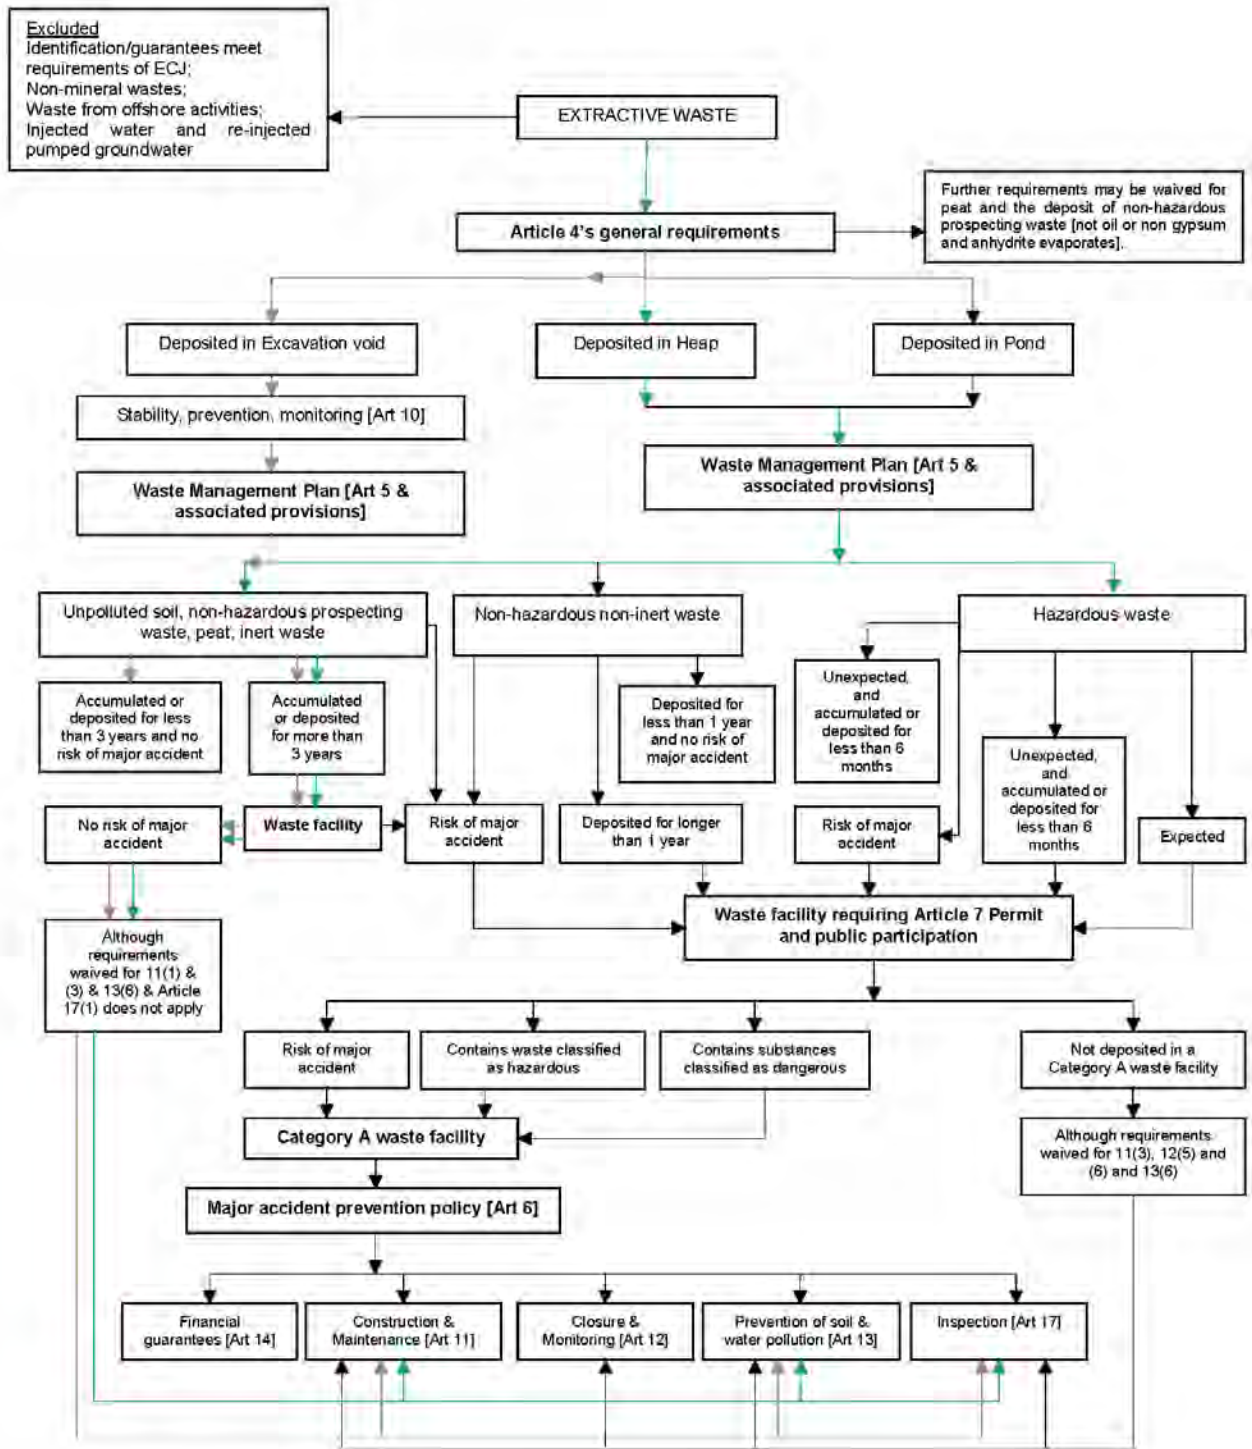 Excluded
Identification/guarantees meet
requirements of ECJ;
Non-mineral wastes;
Waste from offshore activities;
Injected water and re-injected
pumped groundwater
EXTRACTIVE WASTE
Further requirements may be waived for
peat and the deposit of non-hazardous
prospecting waste [not oil or non gypsum
and anhydrite evaporates].
Article 4's general requirements
Deposited in Excavation void
Deposited in Heap
Deposited in Pond
Stability, prevention, monitoring [Art 10]
Waste Management Plan [Art 5 &
associated provisions]
Waste Management Plan [Art 5 &
associated provisions]
Unpolluted soil, non-hazardous prospecting
waste, peat, inert waste
Non-hazardous non-inert waste
Hazardous waste
Accumulated or
deposited for less
than 3 years and no
risk of major accident
Accumulated
or deposited
for more than
3 years
Deposited for
less than 1 year
and no risk of
major accident
Unexpected,
and
accumulated or
deposited for
less than 6
months
Unexpected,
and
accumulated or
deposited for
less than 6
months
No risk of major
accident
Waste facility
Risk of major
accident
Deposited for longer
than 1 year
Risk of major
accident
Expected
Waste facility requiring Article 7 Permit
and public participation
Although
requirements
waived for 11(1) &
(3) & 13(6) & Article
17(1) does not apply
Risk of major
accident
Contains waste classified
as hazardous
Contains substances
classified as dangerous
Not deposited in a
Category A waste facility
Category A waste facility
Although requirements
waived for 11(3), 12(5) and
(6) and 13(6)
Major accident prevention policy [Art 6]
Financial
guarantees [Art 14]
Construction &
Maintenance [Art 11]
Closure &
Monitoring [Art 12]
Prevention of soil &
water pollution [Art 13]
Inspection [Art 17]